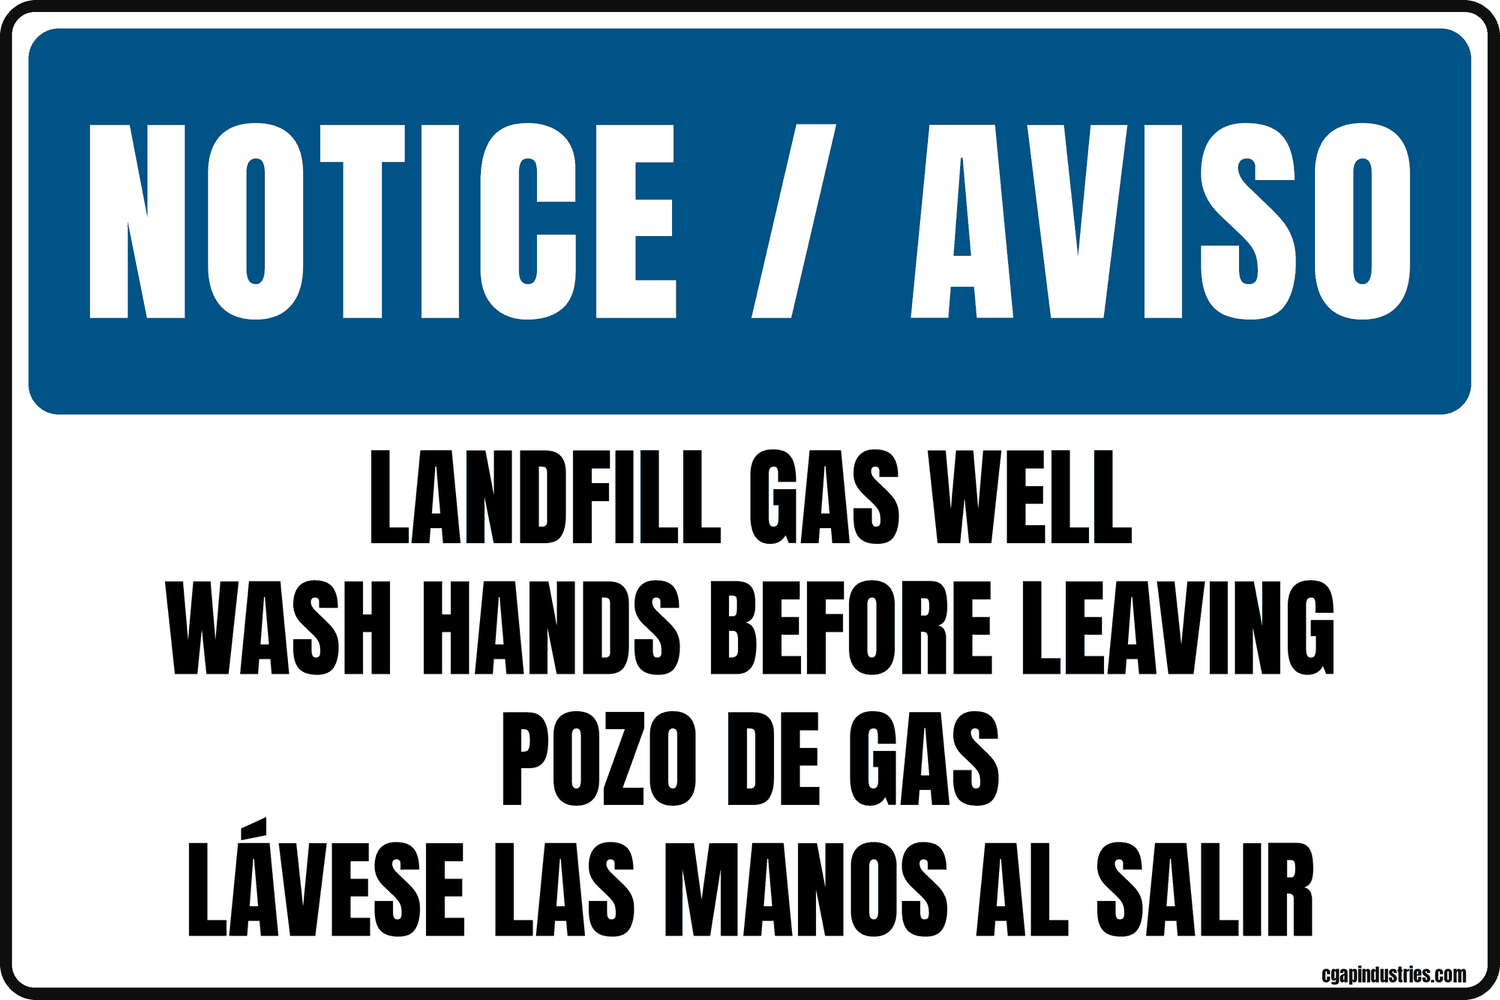 NOTICE / AVISO
LANDFILL GAS WELL
WASH HANDS BEFORE LEAVING
POZO DE GAS
LÁVESE LAS MANOS AL SALIR
cgapindustries.com